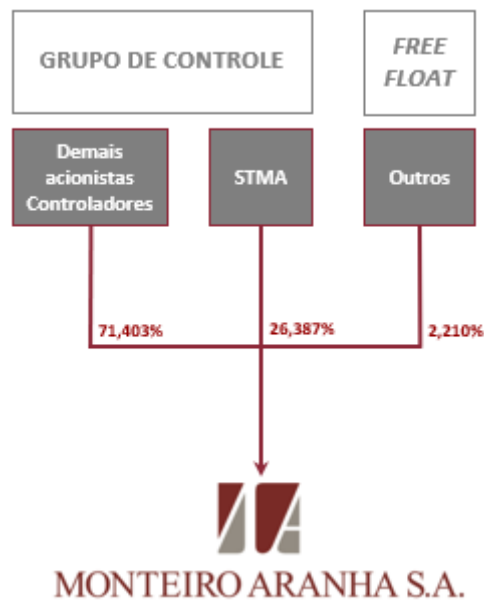 GRUPO DE CONTROLE
FREE
FLOAT
Demais
acionistas
Controladores
STMA
Outros
71,403%
26,387%
2,210%
MONTEIRO ARANHA S.A.